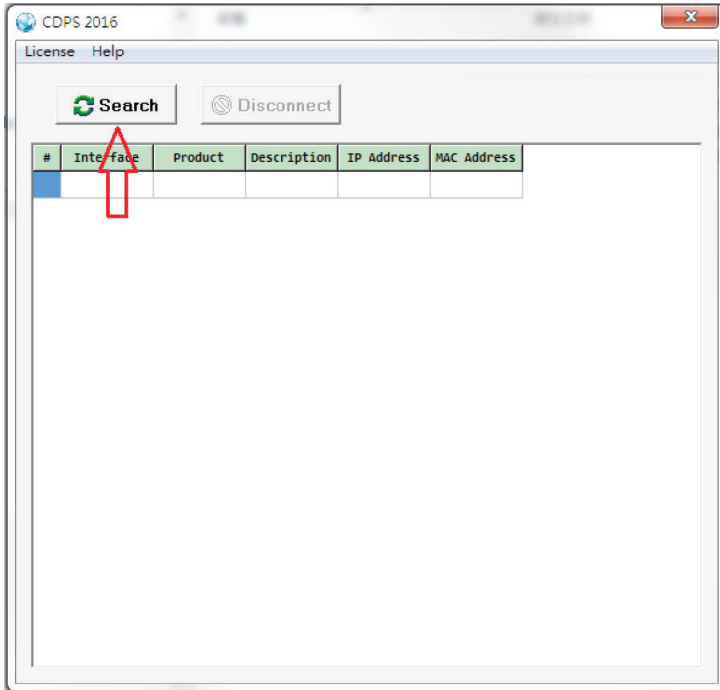 CDPS 2016
License Help
Search Disconnect
# Interface Product Description IP Address MAC Address